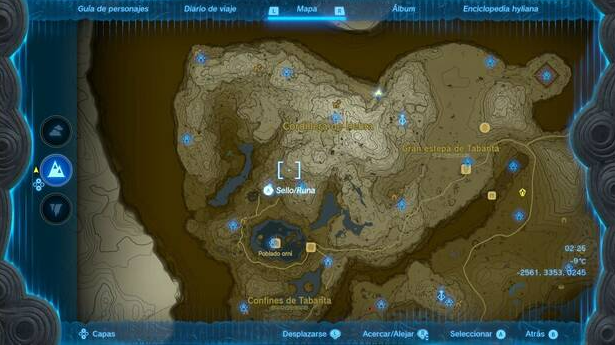 Guía de personajes
Diario de viaje
L
Mapa
R
Álbum
Enciclopedia hyliana
Gran estepa de Tabanta
Sello/Runa
Poblado orni
02:26
-9°C
-2561, 3353, 0245
Confines de Tabanta
Capas
Desplazarse L
Acercar/Alejar R
Seleccionar A
Atrás B